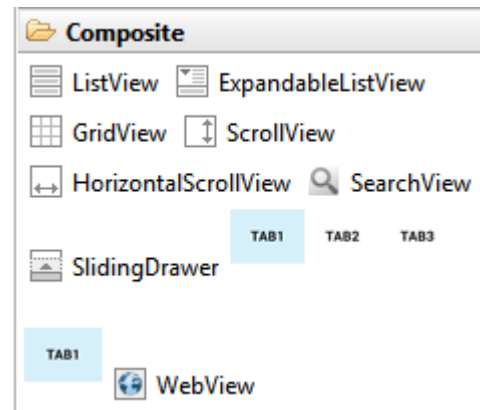 Composite
ListView ExpandableListView
GridView ScrollView
HorizontalScrollView SearchView
TAB1 TAB2 TAB3
SlidingDrawer
TAB1
WebView